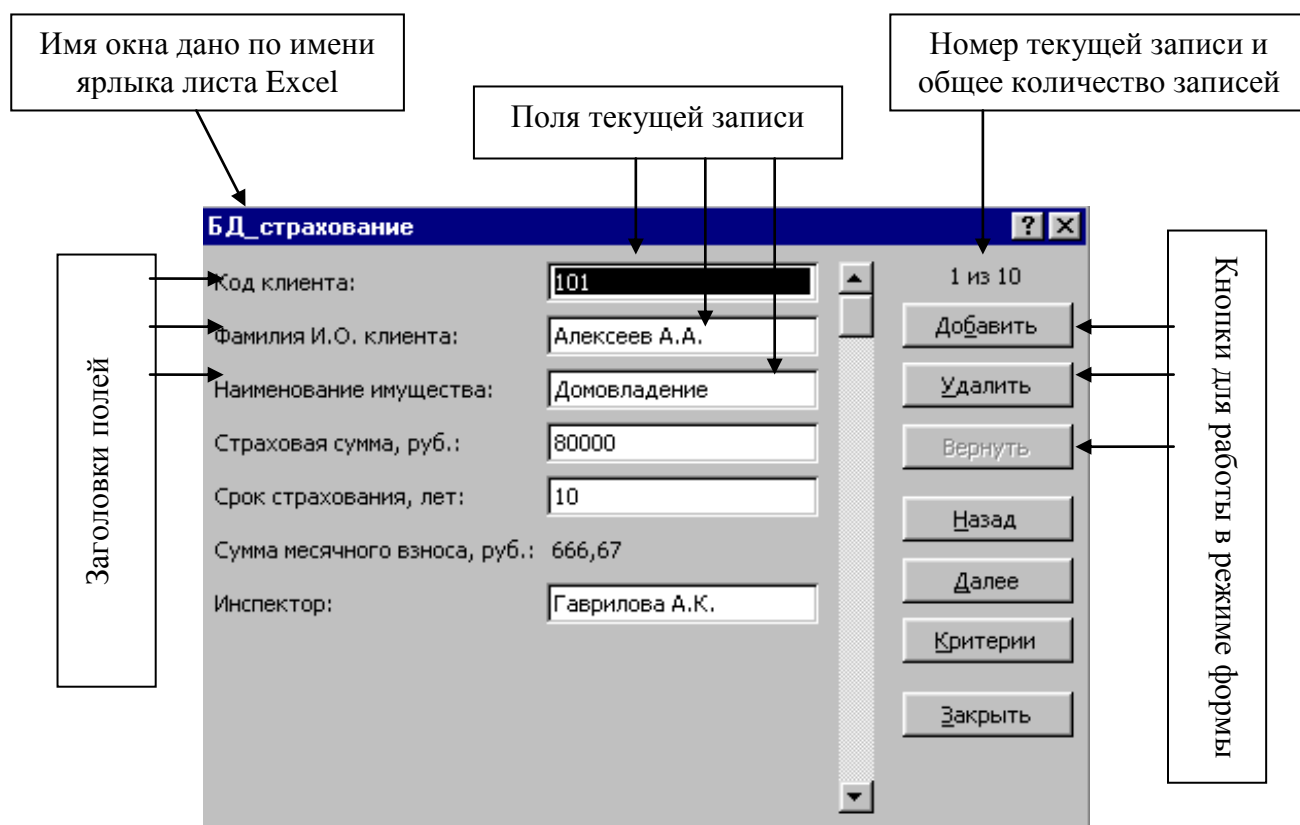 Имя окна дано по имени
ярлыка листа Excel
Номер текущей записи и
общее количество записей
Поля текущей записи
БД_страхование
? ×
Заголовки полей
Код клиента: 101
Фамилия И.О. клиента: Алексеев А.А.
Наименование имущества: Домовладение
Страховая сумма, руб.: 80000
Срок страхования, лет: 10
Сумма месячного взноса, руб.: 666,67
Инспектор: Гаврилова А.К.
1 из 10
Добавить
Удалить
Вернуть
Назад
Далее
Критерии
Закрыть
Кнопки для работы в режиме формы